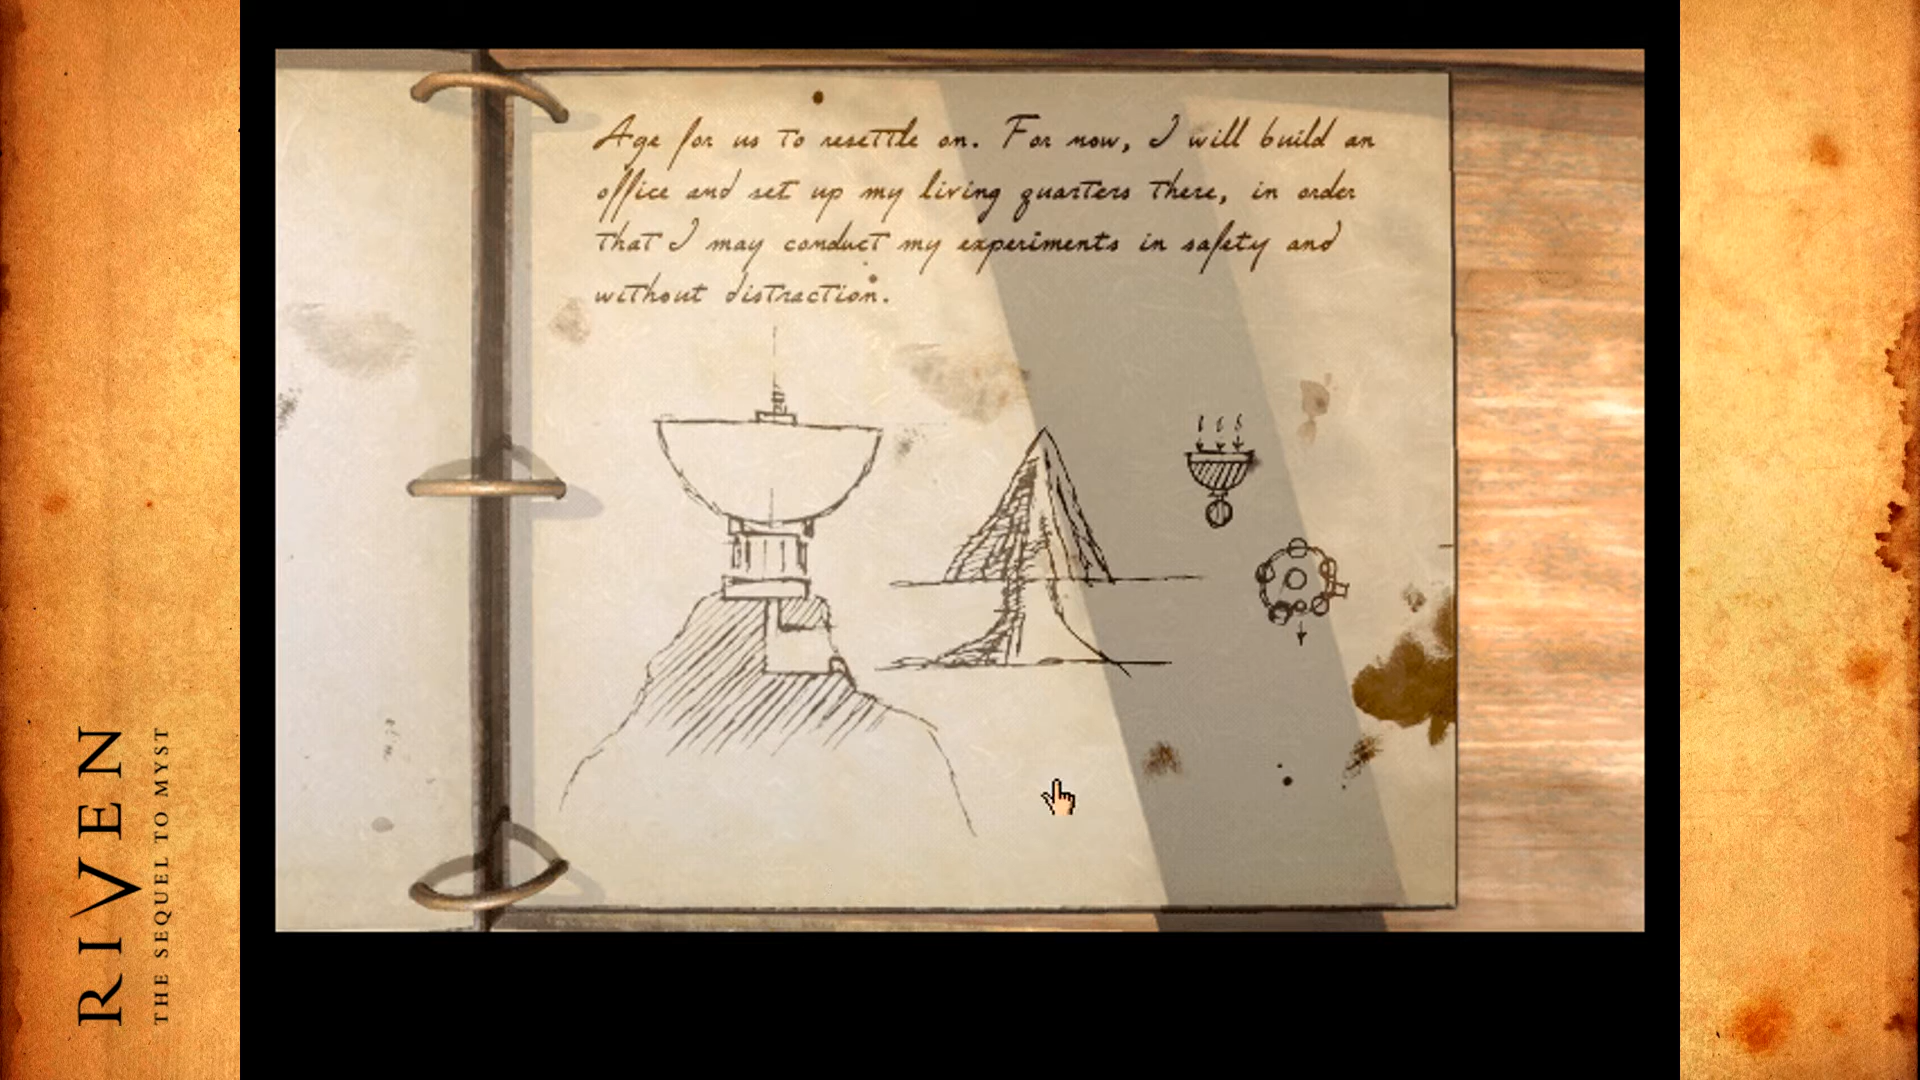 Age for us to resettle on. For now, I will build an
office and set up my living quarters there, in order
that I may conduct my experiments in safety and
without distraction.
RIVEN
THE SEQUEL TO MYST